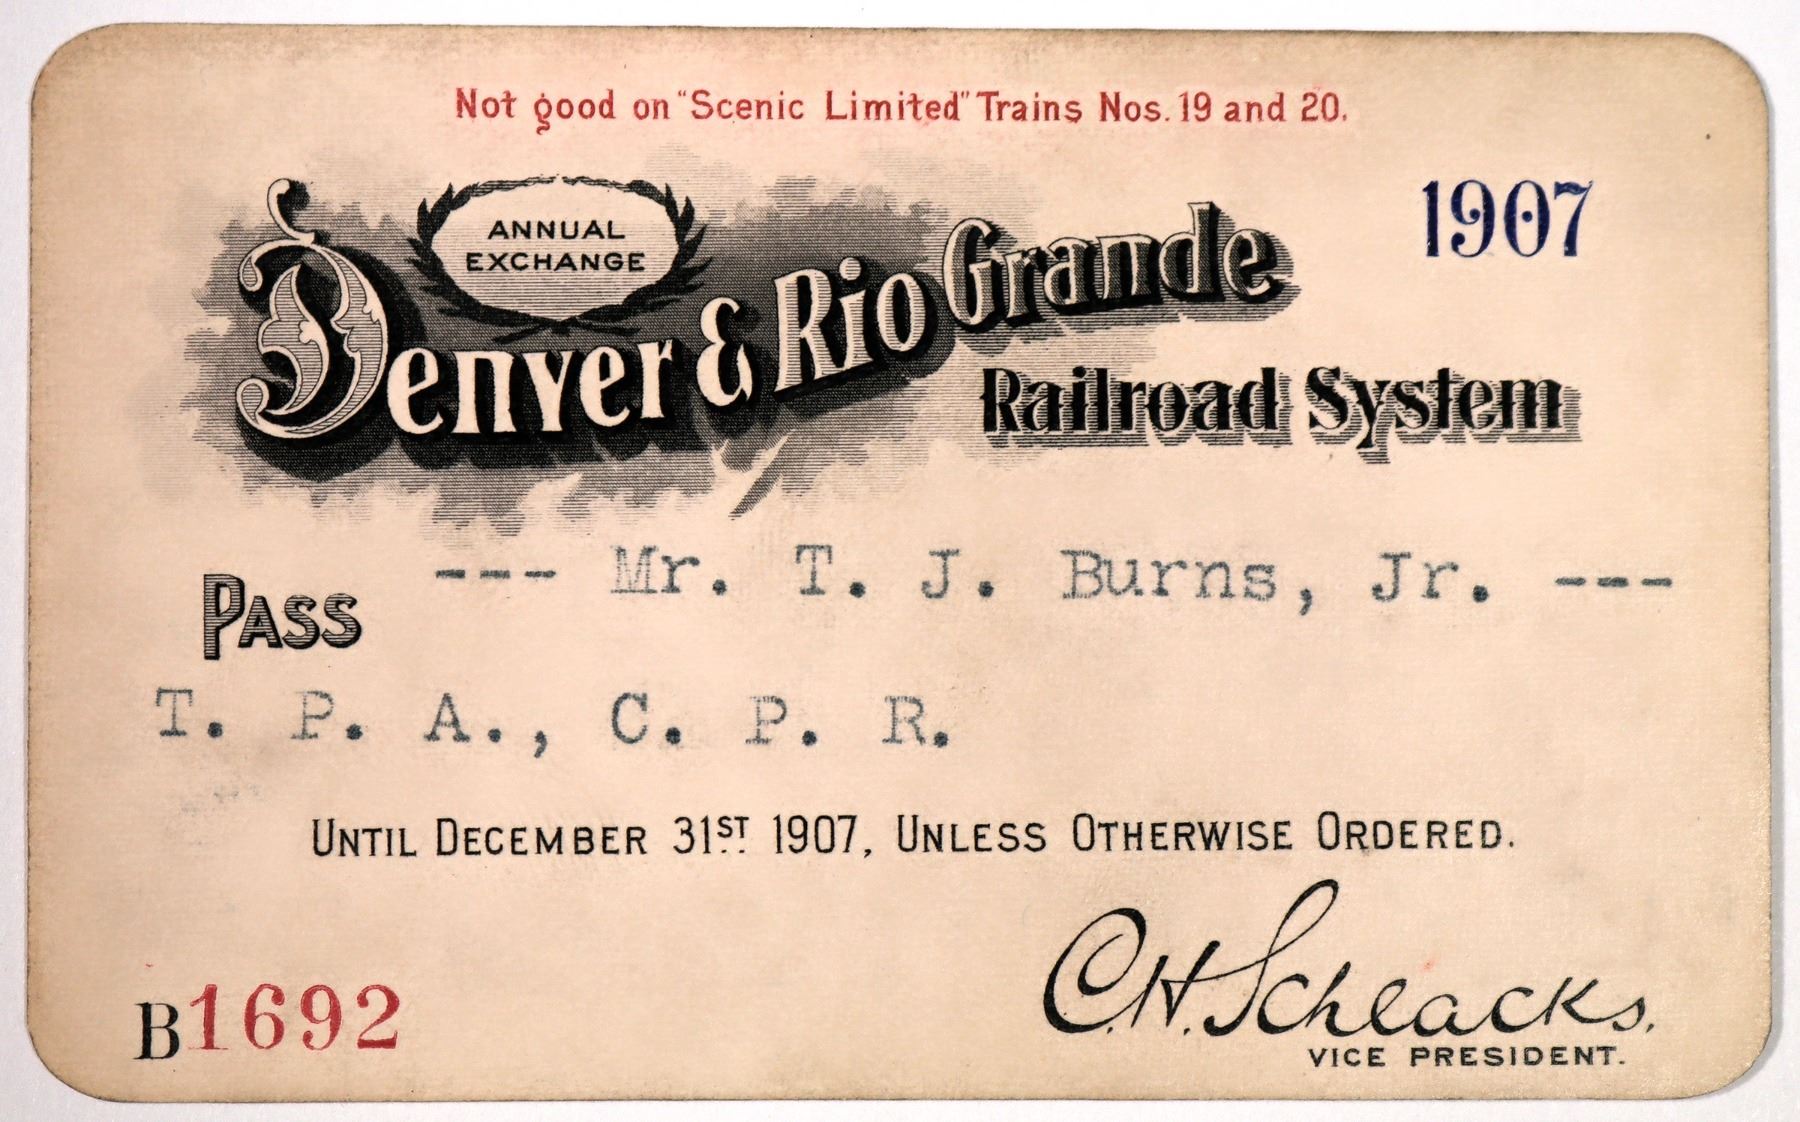 Not good on "Scenic Limited" Trains Nos. 19 and 20.
1907
ANNUAL
EXCHANGE
Denver & Rio Grande
Railroad System
PASS --- Mr. T. J. Burns, Jr. ---
T. P. A., C. P. R.
UNTIL DECEMBER 31ST 1907, UNLESS OTHERWISE ORDERED.
C.H. Schlacks.
VICE PRESIDENT.
B1692